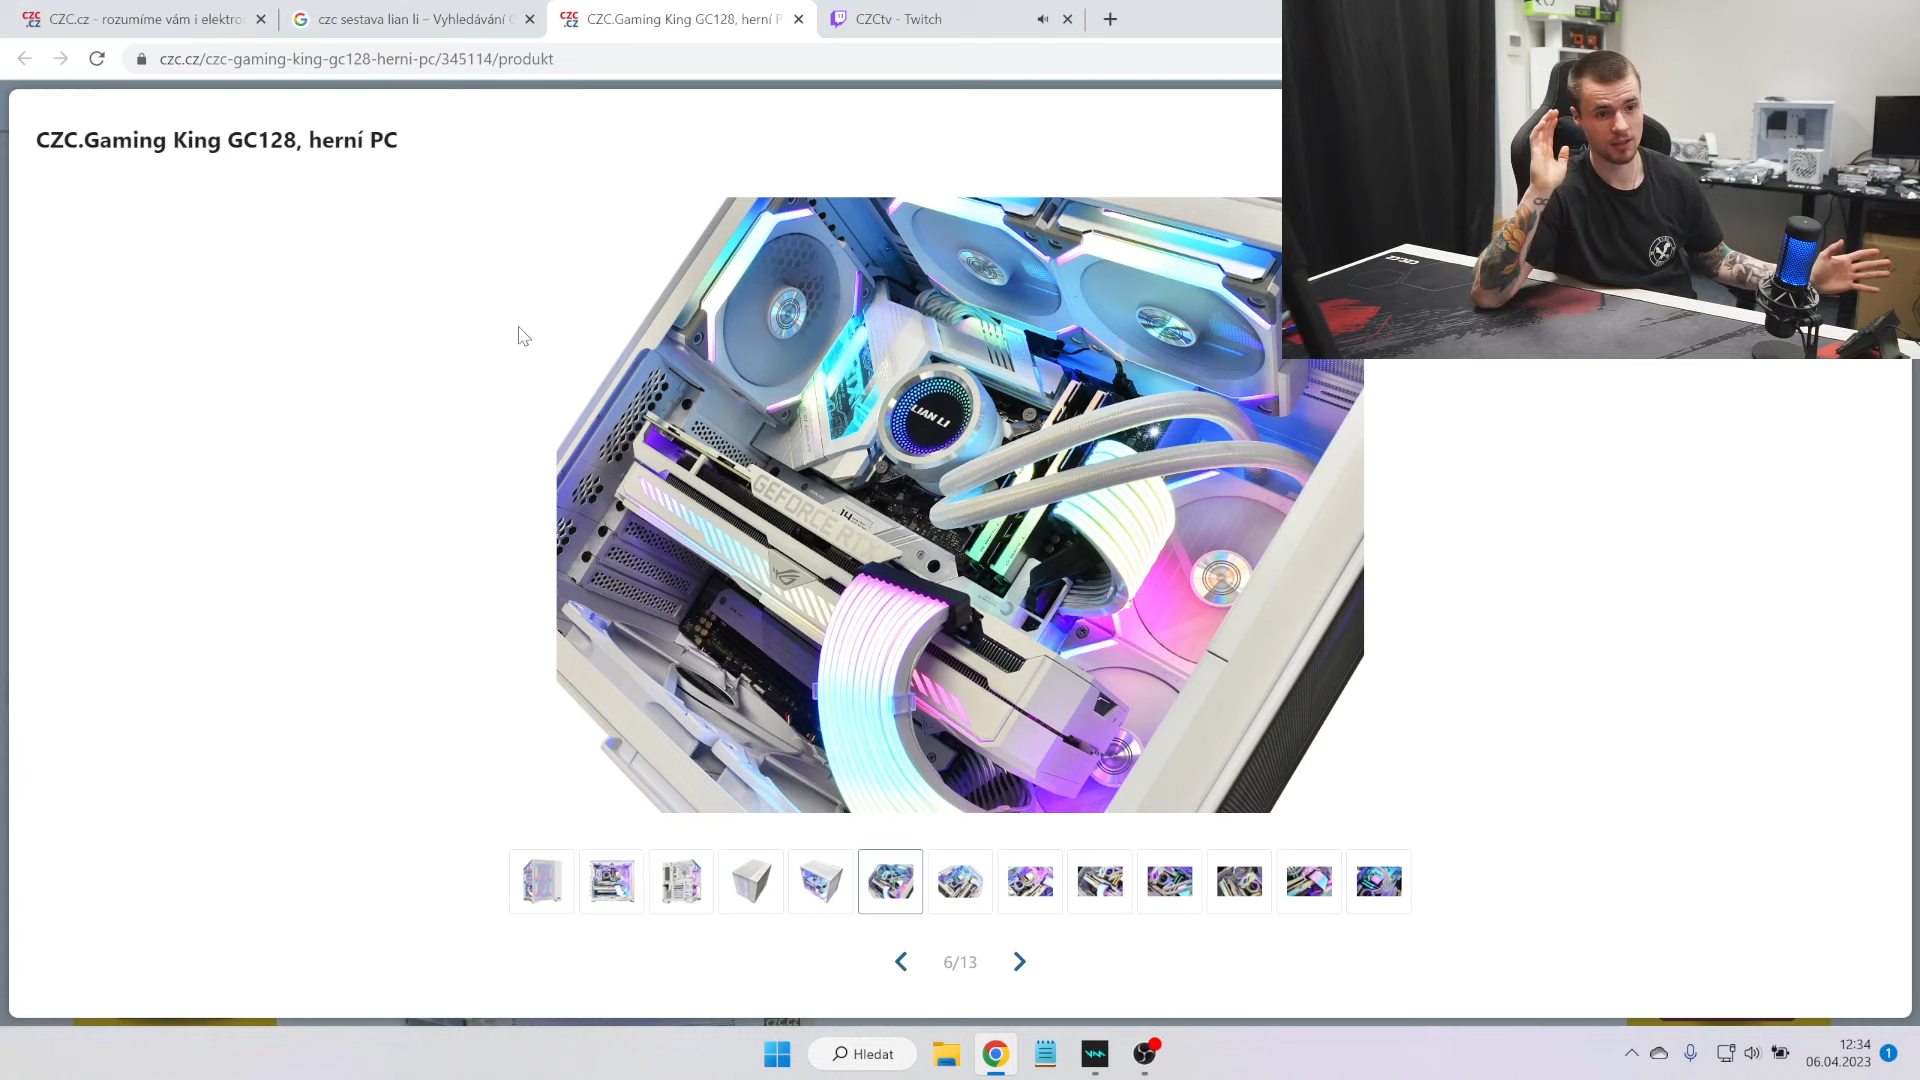 CZC.cz - rozumíme vám i elektro
czc sestava lian li – Vyhledávání
CZC.Gaming King GC128, herní P
CZCtv - Twitch
czc.cz/czc-gaming-king-gc128-herni-pc/345114/produkt
CZC.Gaming King GC128, herní PC
LIAN LI
GEFORCE RTX
6/13
Hledat
12:34
06.04.2023
1